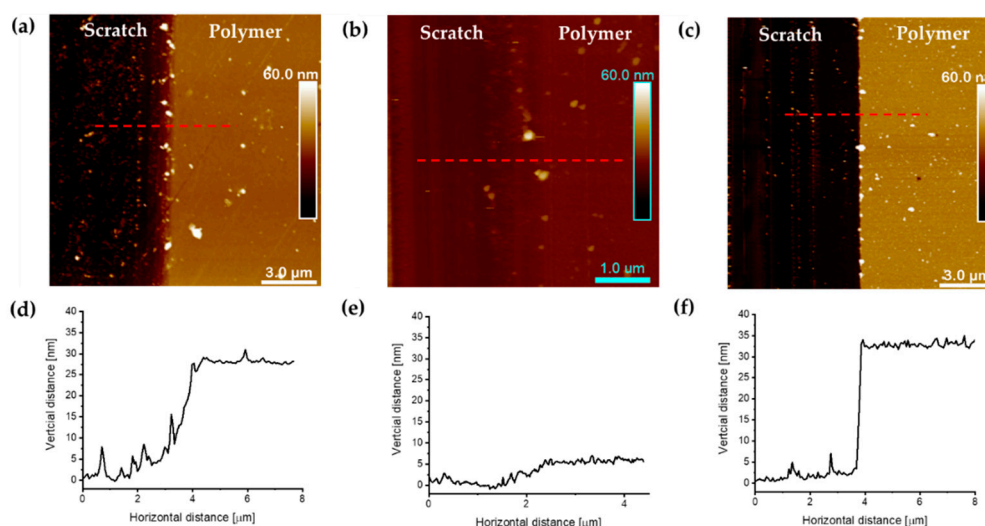 (a)
Scratch
Polymer
60.0 nm
3.0 µm
(b)
Scratch
Polymer
60.0 nm
1.0 µm
(c)
Scratch
Polymer
60.0
3.0 µm
(d)
Vertcial distance [nm]
40
35
30
25
20
15
10
5
0
0 2 4 6 8
Horizontal distance [µm]
(e)
Vertcial distance [nm]
40
35
30
25
20
15
10
5
0
0 2 4
Horizontal distance [µm]
(f)
Vertcial distance [nm]
40
35
30
25
20
15
10
5
0
0 2 4 6 8
Horizontal distance [µm]